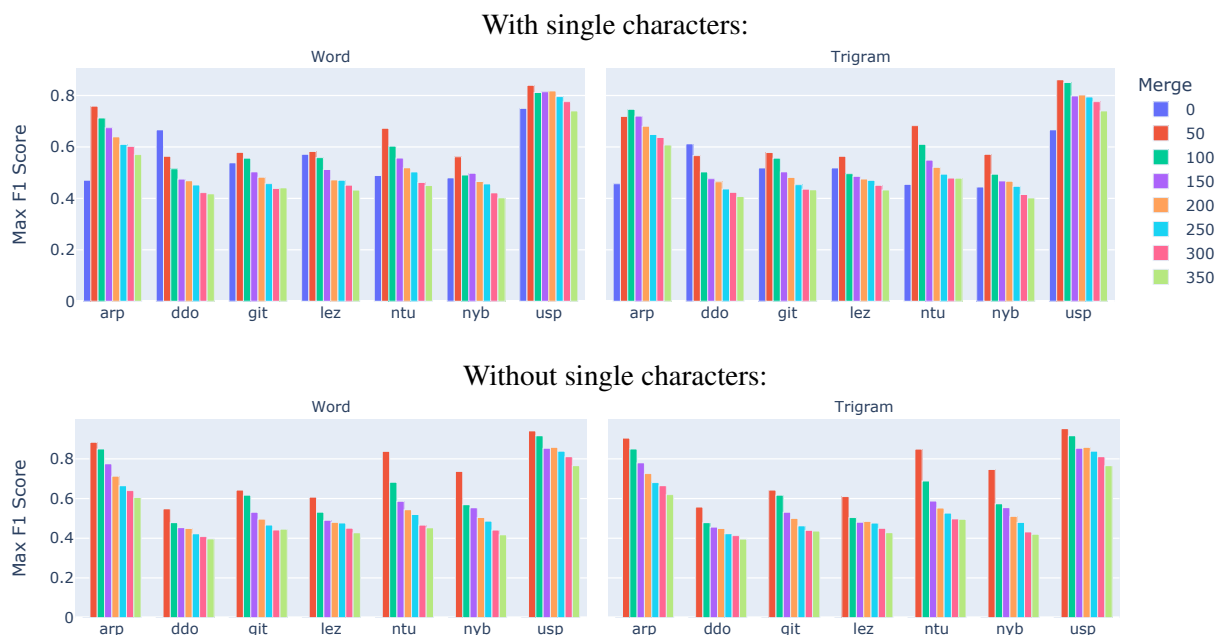 With single characters:
Word Trigram
Max F1 Score
0.8
0.6
0.4
0.2
0
arp ddo git lez ntu nyb usp arp ddo git lez ntu nyb usp
Merge
0
50
100
150
200
250
300
350
Without single characters:
Word Trigram
Max F1 Score
0.8
0.6
0.4
0.2
0
arp ddo git lez ntu nyb usp arp ddo git lez ntu nyb usp